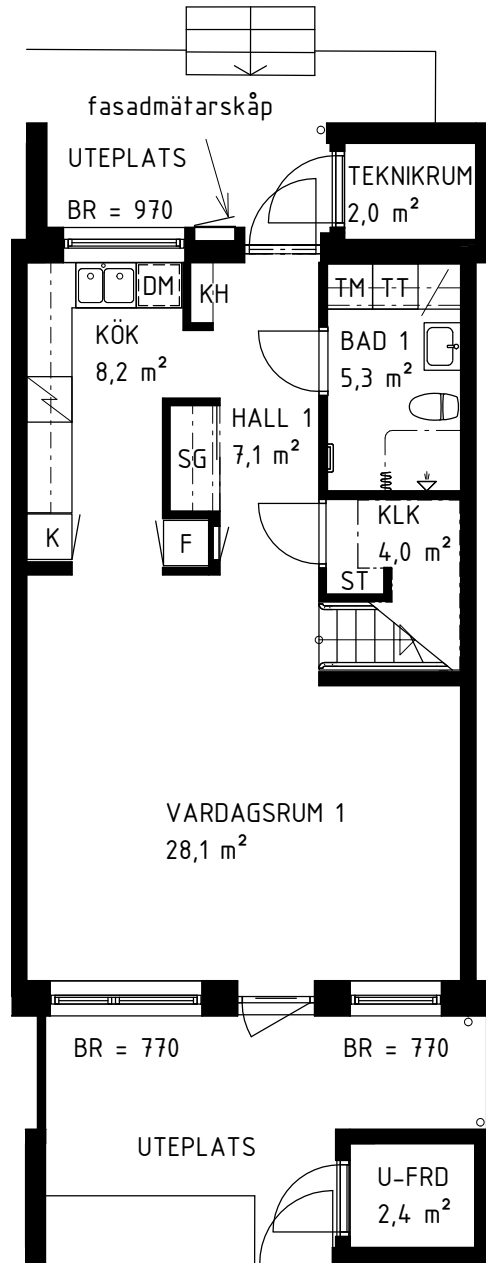 fasadmätarskåp
UTEPLATS
TEKNIKRUM
2,0 m²
BR = 970
DM
KH
TM
TT
KÖK
8,2 m²
BAD 1
5,3 m²
HALL 1
7,1 m²
SG
K
F
KLK
4,0 m²
ST
VARDAGSRUM 1
28,1 m²
BR = 770
BR = 770
UTEPLATS
U-FRD
2,4 m²